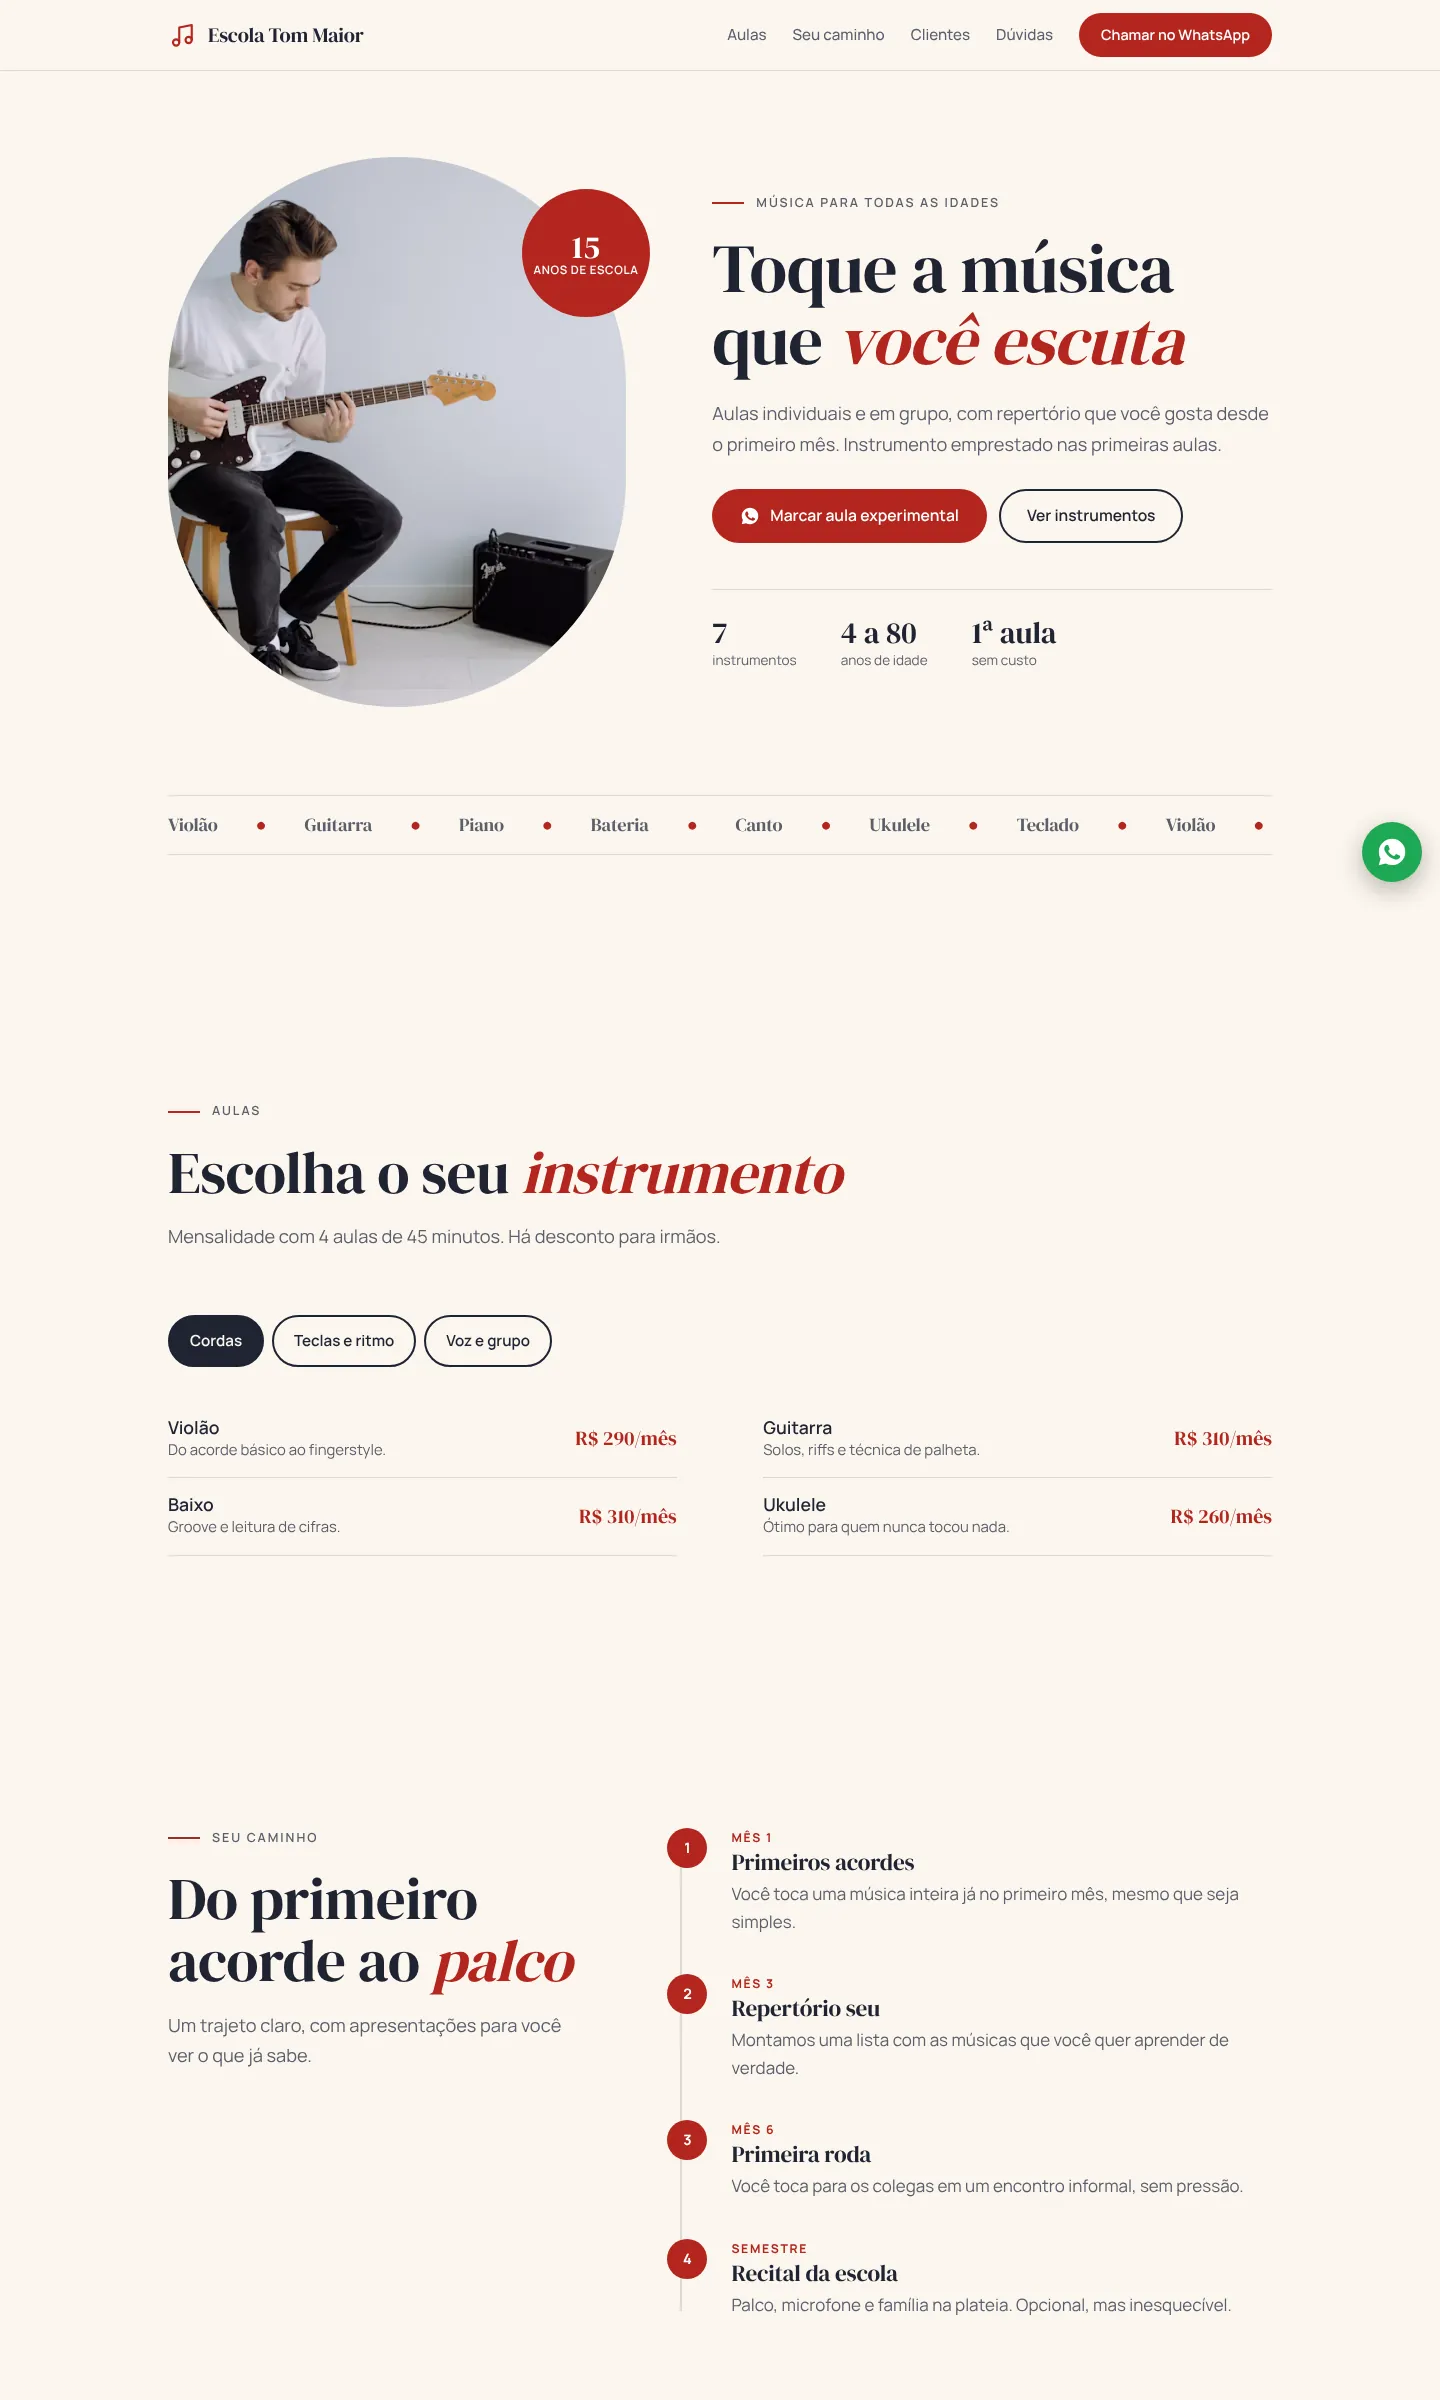 Escola Tom Maior
Aulas
Seu caminho
Clientes
Dúvidas
Chamar no WhatsApp
15
ANOS DE ESCOLA
Fender
MÚSICA PARA TODAS AS IDADES
Toque a música
que você escuta
Aulas individuais e em grupo, com repertório que você gosta desde
o primeiro mês. Instrumento emprestado nas primeiras aulas.
Marcar aula experimental
Ver instrumentos
7
instrumentos
4 a 80
anos de idade
1ª aula
sem custo
Violão • Guitarra • Piano • Bateria • Canto • Ukulele • Teclado • Violão •
AULAS
Escolha o seu instrumento
Mensalidade com 4 aulas de 45 minutos. Há desconto para irmãos.
Cordas
Teclas e ritmo
Voz e grupo
Violão
Do acorde básico ao fingerstyle.
R$ 290/mês
Guitarra
Solos, riffs e técnica de palheta.
R$ 310/mês
Baixo
Groove e leitura de cifras.
R$ 310/mês
Ukulele
Ótimo para quem nunca tocou nada.
R$ 260/mês
SEU CAMINHO
Do primeiro
acorde ao palco
Um trajeto claro, com apresentações para você
ver o que já sabe.
1
MÊS 1
Primeiros acordes
Você toca uma música inteira já no primeiro mês, mesmo que seja
simples.
2
MÊS 3
Repertório seu
Montamos uma lista com as músicas que você quer aprender de
verdade.
3
MÊS 6
Primeira roda
Você toca para os colegas em um encontro informal, sem pressão.
4
SEMESTRE
Recital da escola
Palco, microfone e família na plateia. Opcional, mas inesquecível.